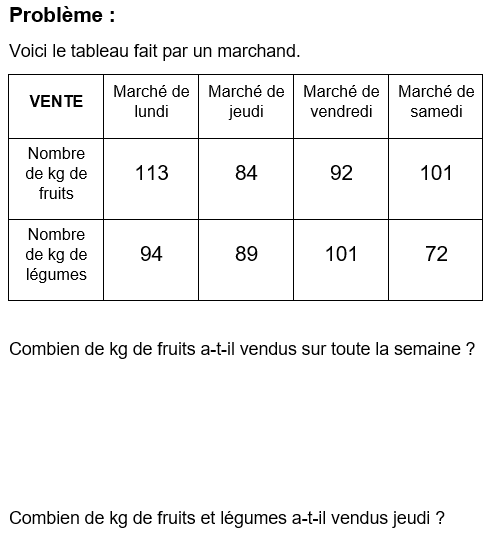 Problème :
Voici le tableau fait par un marchand.
VENTE
Marché de
lundi
Marché de
jeudi
Marché de
vendredi
Marché de
samedi
Nombre
de kg de
fruits
113
84
92
101
Nombre
de kg de
légumes
94
89
101
72
Combien de kg de fruits a-t-il vendus sur toute la semaine ?
Combien de kg de fruits et légumes a-t-il vendus jeudi ?